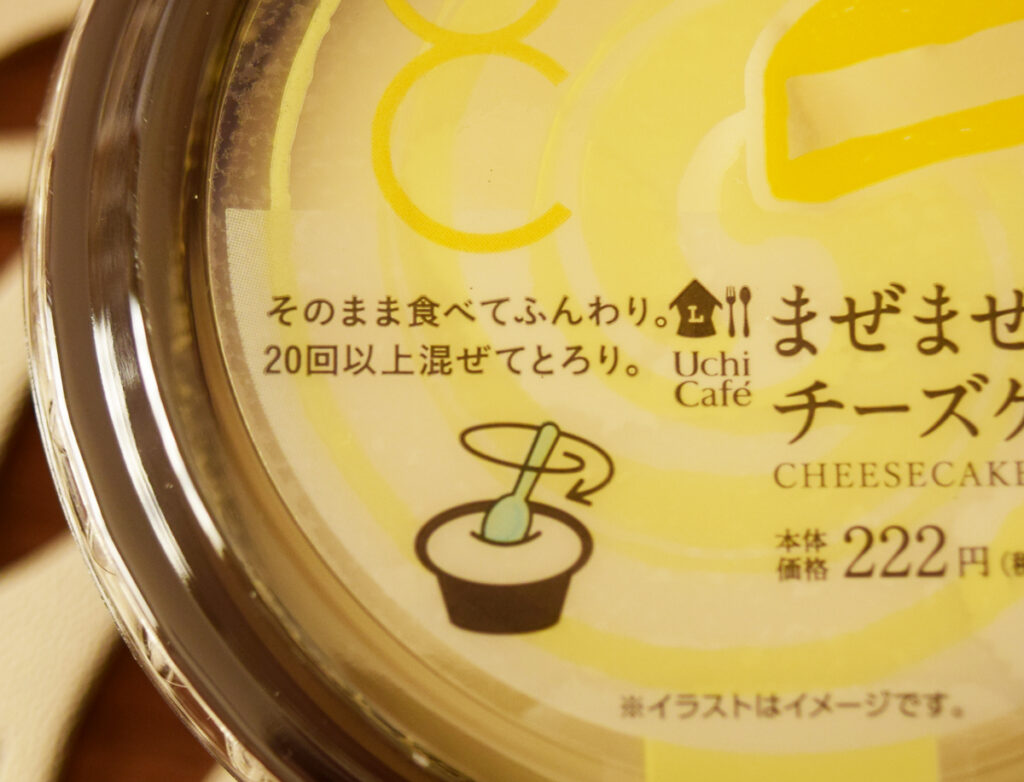 そのまま食べてふんわり。
20回以上混ぜてとろり。
L
Uchi
Café
まぜませ
チーズケ
CHEESECAKE
本体
価格 222円(税
※イラストはイメージです。